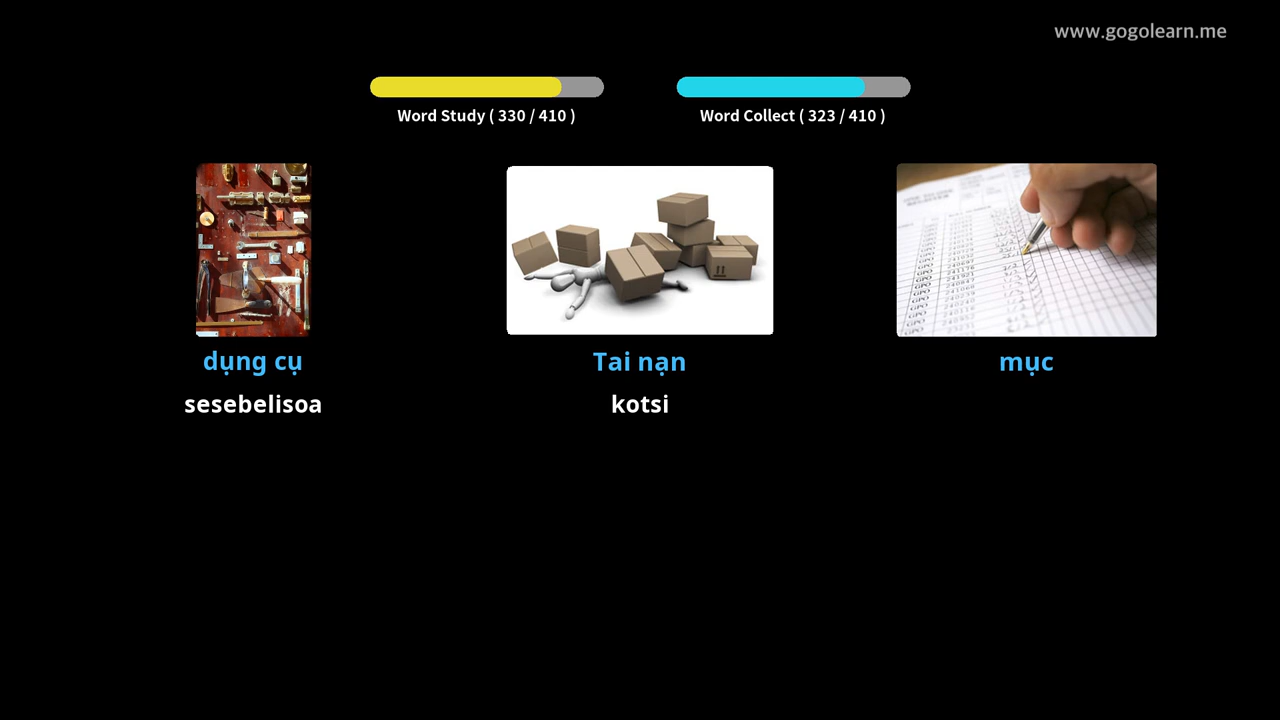 www.gogolearn.me
Word Study ( 330 / 410 )
Word Collect ( 323 / 410 )
dụng cụ
Tai nạn
mục
sesebelisoa
kotsi